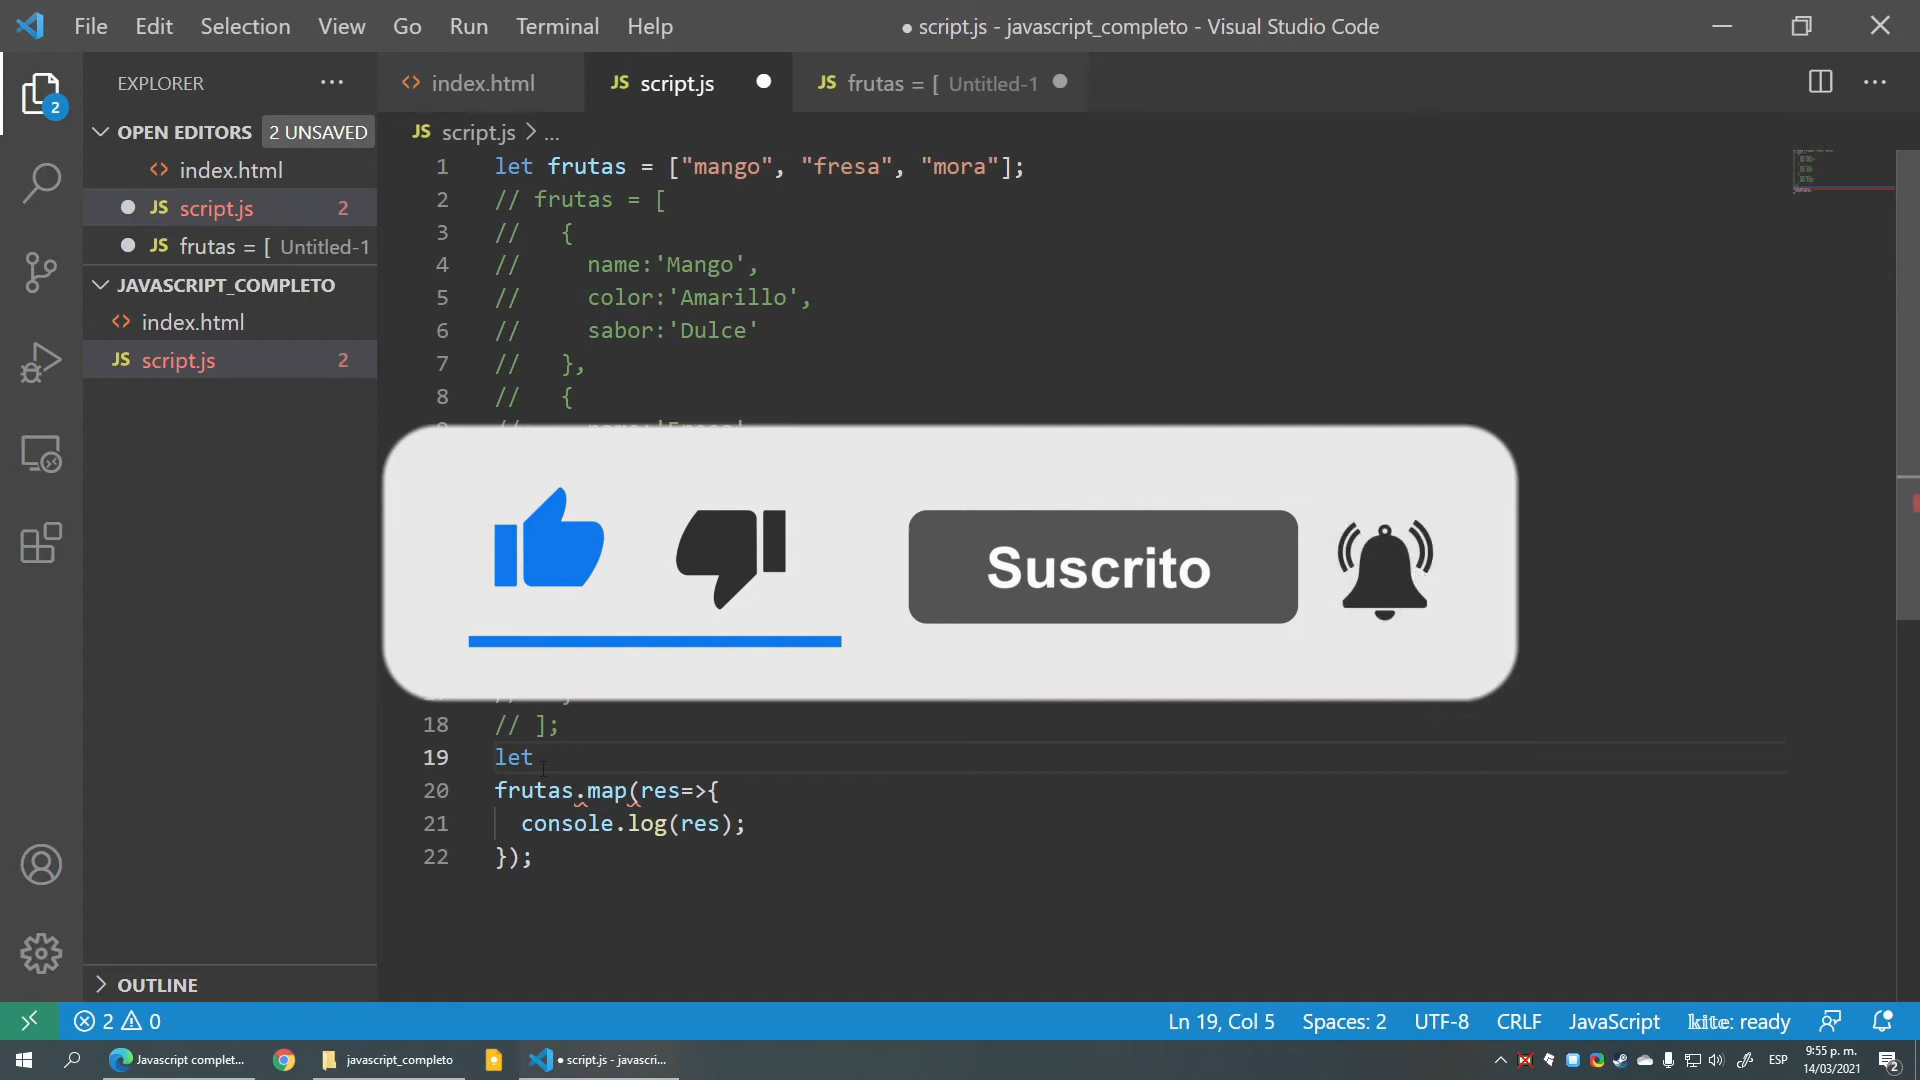 File Edit Selection View Go Run Terminal Help
● script.js - javascript_completo - Visual Studio Code
EXPLORER ...
OPEN EDITORS 2 UNSAVED
<> index.html
● JS script.js 2
● JS frutas = [ Untitled-1
JAVASCRIPT_COMPLETO
<> index.html
JS script.js 2
OUTLINE
<> index.html
JS script.js ●
JS frutas = [ Untitled-1 ●
JS script.js > ...
1 let frutas = ["mango", "fresa", "mora"];
2 // frutas = [
3 // {
4 // name:'Mango',
5 // color:'Amarillo',
6 // sabor:'Dulce'
7 // },
8 // {
Suscrito
18 // ];
19 let
20 frutas.map(res=>{
21 console.log(res);
22 });
2 0
Ln 19, Col 5 Spaces: 2 UTF-8 CRLF JavaScript kite: ready
Javascript complet...
javascript_completo
● script.js - javascri...
ESP
9:55 p. m.
14/03/2021
2